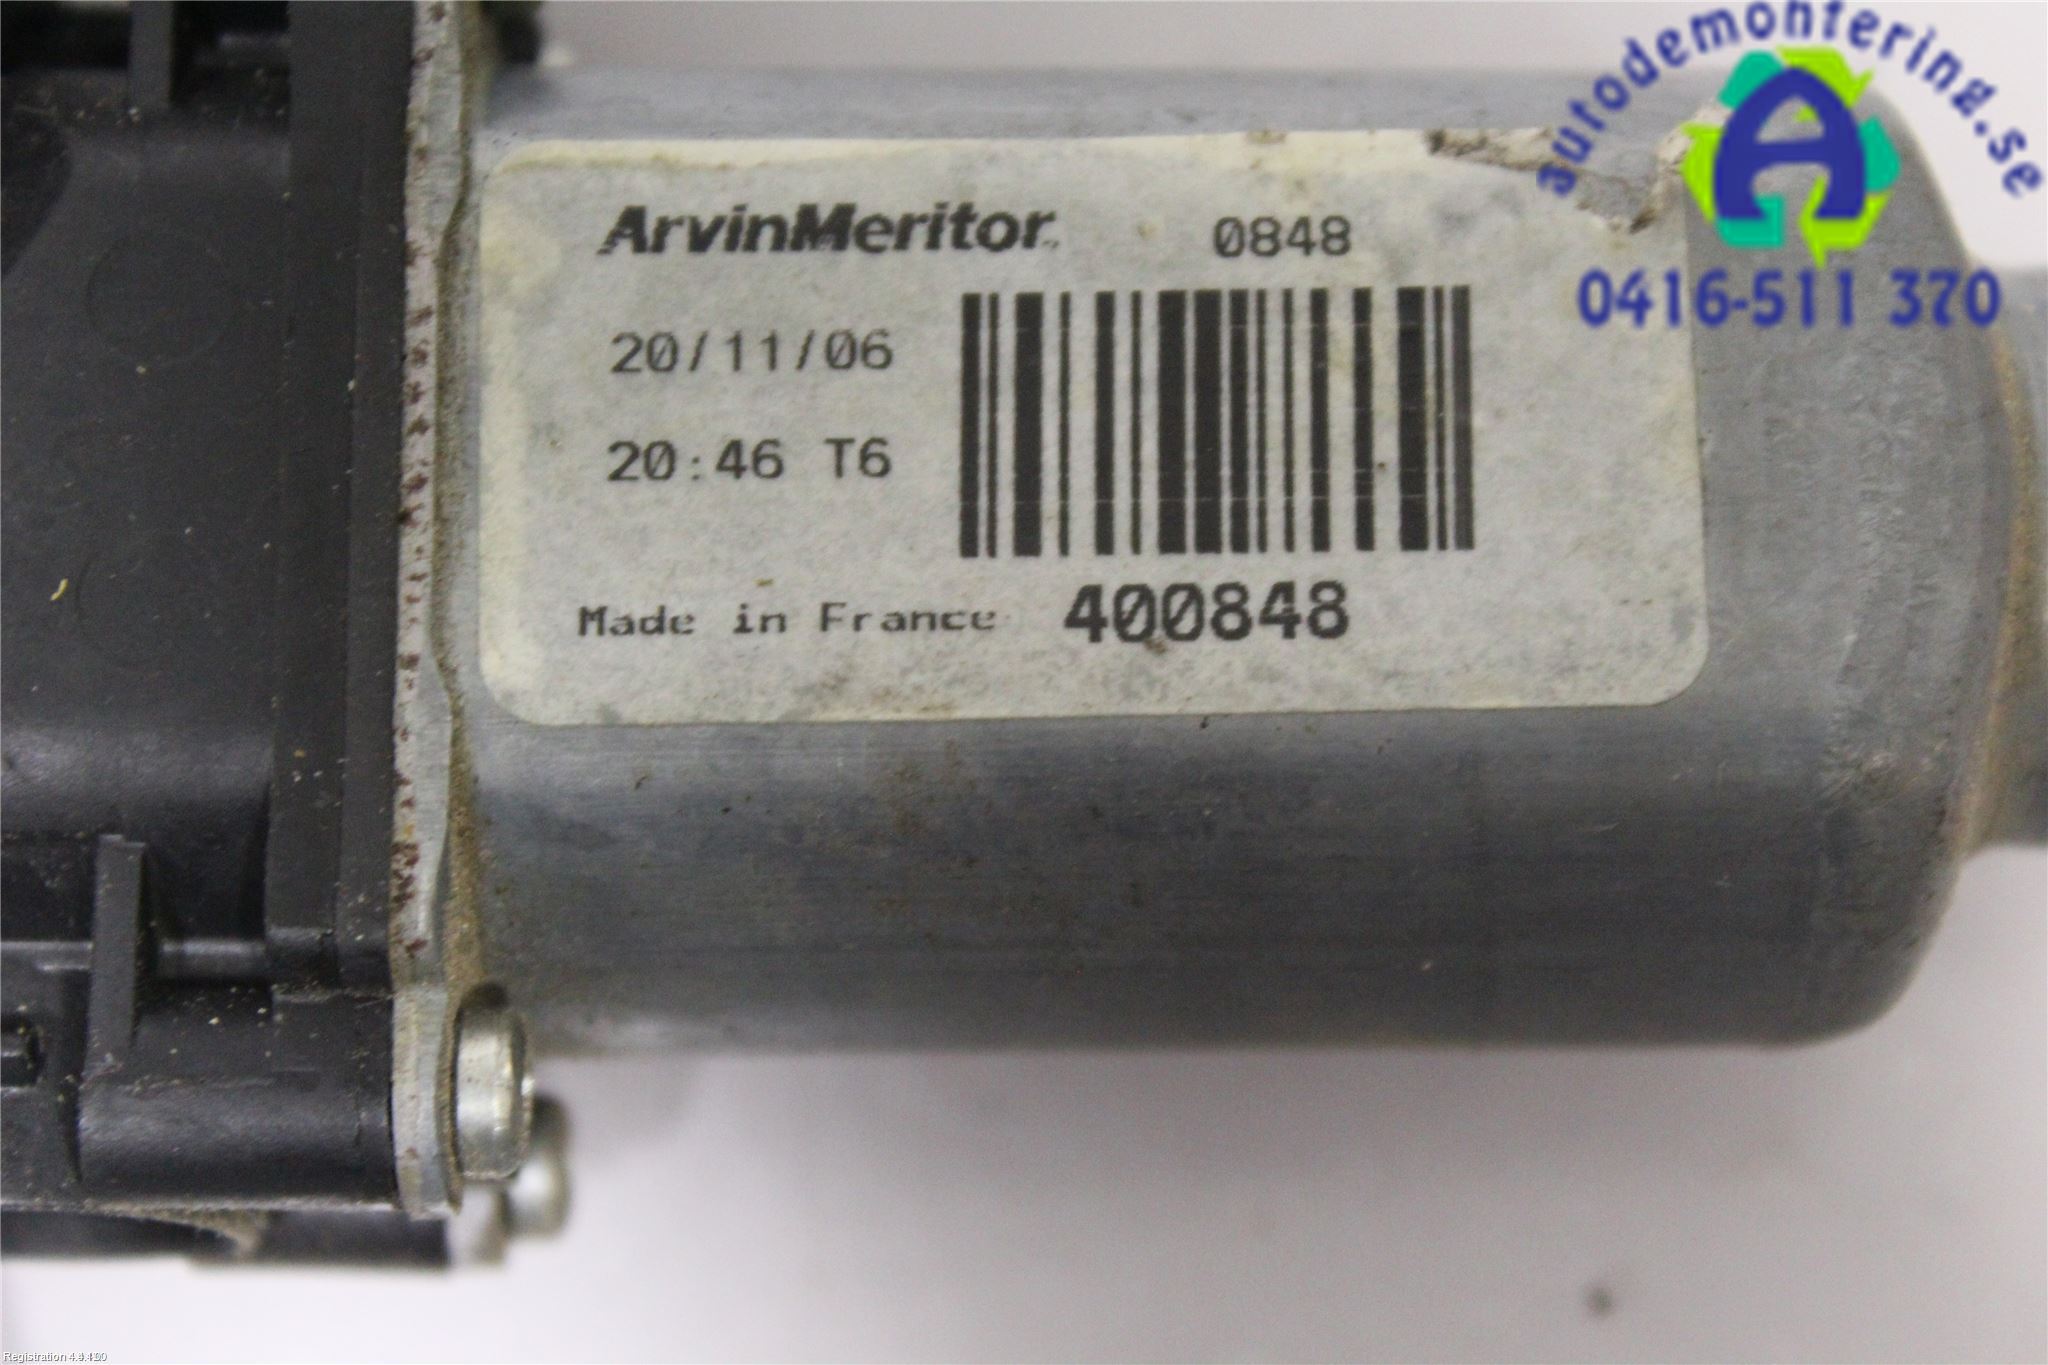 ArvinMeritor 0848
20/11/06
20:46 T6
Made in France 400848
autodemontering.se
A
0416-511 370